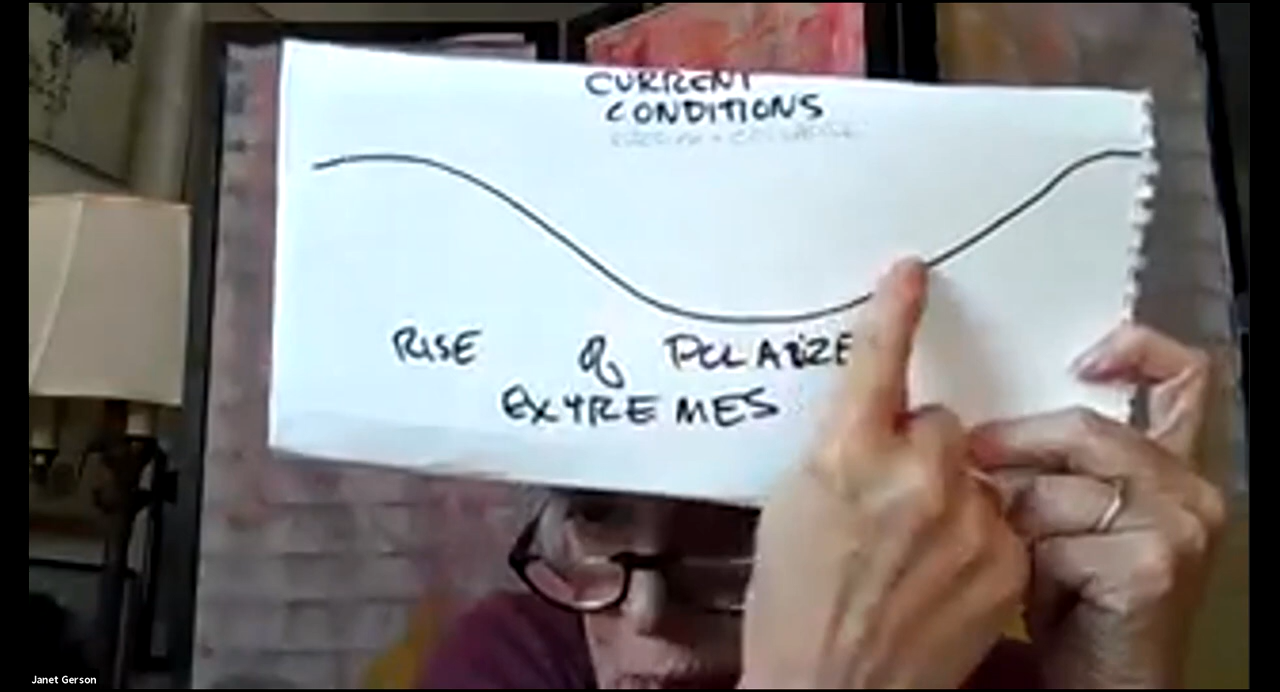 CURRENT
CONDITIONS
RISE & POLARIZE
EXTREMES
Janet Gerson